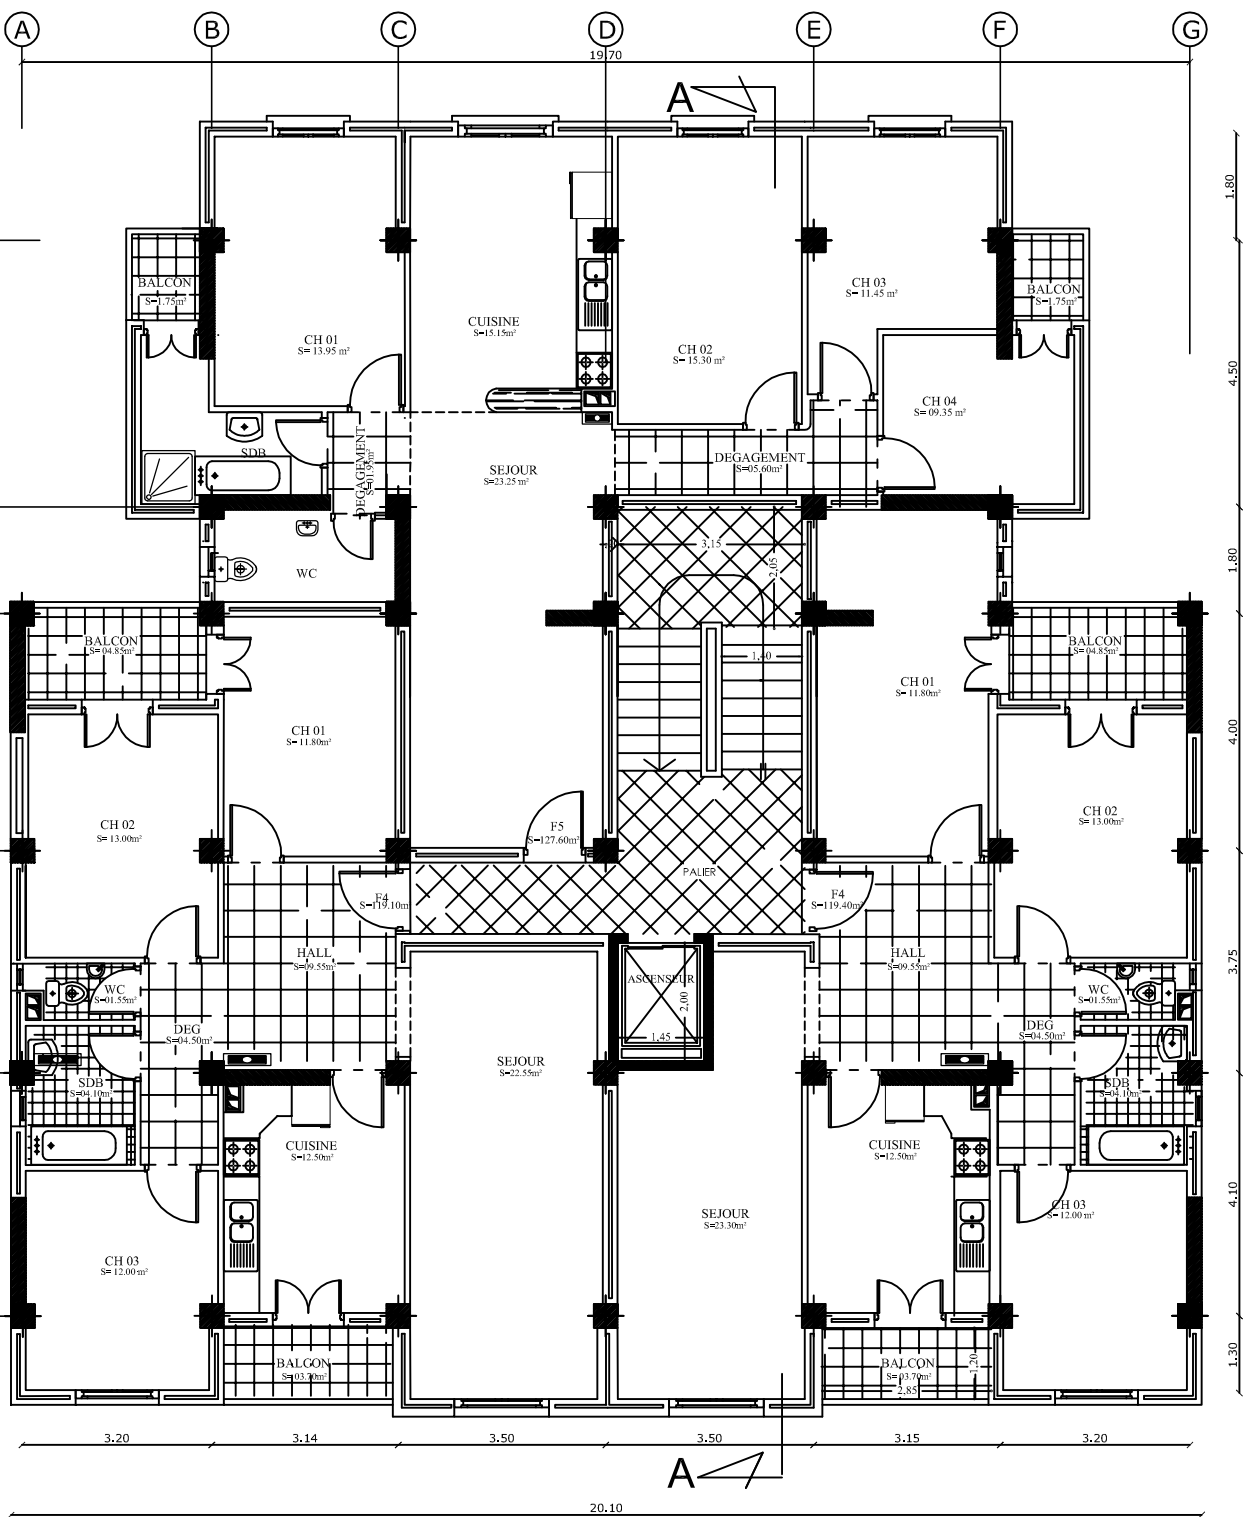 A B C D E F G
19.70
A
1.80
BALCON
S=1.75m²
CH 03
S= 11.45 m²
BALCON
S=1.75m²
CUISINE
S=15.15m²
CH 01
S= 13.95 m²
CH 02
S= 15.30 m²
4.50
CH 04
S= 09.35 m²
SDB
DEGAGEMENT
S=01.95m²
SEJOUR
S=23.25 m²
DEGAGEMENT
S=05.60m²
3,15
2,05
WC
1.80
BALCON
S= 04.85m²
1,40
BALCON
S= 04.85m²
CH 01
S= 11.80m²
CH 01
S= 11.80m²
4.00
CH 02
S= 13.00m²
F5
S=127.60m²
CH 02
S= 13.00m²
PALIER
F4
S=119.10m²
F4
S=119.40m²
HALL
S=09.55m²
HALL
S=09.55m²
3.75
WC
S=01.55m²
ASCENSEUR
2,00
1,45
WC
S=01.55m²
DEG
S=04.50m²
DEG
S=04.50m²
SEJOUR
S=22.55m²
SDB
S=04.10m²
SDB
S=04.10m²
CUISINE
S=12.50m²
CUISINE
S=12.50m²
4.10
SEJOUR
S=23.30m²
CH 03
S= 12.00 m²
CH 03
S= 12.00 m²
1.30
BALCON
S= 03.70m²
BALCON
S= 03.70m²
1,20
2,85
3.20 3.14 3.50 3.50 3.15 3.20
A
20.10